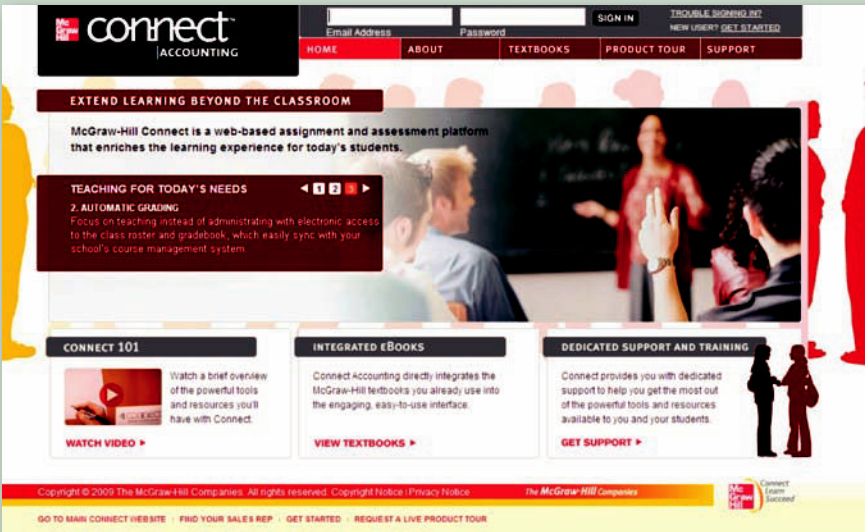 Mc
Graw
Hill
connect™
ACCOUNTING
Email Address
Password
SIGN IN
TROUBLE SIGNING IN?
NEW USER? GET STARTED
HOME
ABOUT
TEXTBOOKS
PRODUCT TOUR
SUPPORT
EXTEND LEARNING BEYOND THE CLASSROOM
McGraw-Hill Connect is a web-based assignment and assessment platform
that enriches the learning experience for today's students.
TEACHING FOR TODAY'S NEEDS
1 2 3
2. AUTOMATIC GRADING
Focus on teaching instead of administrating with electronic access
to the class roster and gradebook, which easily sync with your
school's course management system.
CONNECT 101
Watch a brief overview
of the powerful tools
and resources you'll
have with Connect.
WATCH VIDEO
INTEGRATED EBOOKS
Connect Accounting directly integrates the
McGraw-Hill textbooks you already use into
the engaging, easy-to-use interface.
VIEW TEXTBOOKS
DEDICATED SUPPORT AND TRAINING
Connect provides you with dedicated
support to help you get the most out
of the powerful tools and resources
available to you and your students.
GET SUPPORT
Copyright © 2009 The McGraw-Hill Companies. All rights reserved. Copyright Notice | Privacy Notice
The McGraw-Hill Companies
Mc
Graw
Hill
Connect
Learn
Succeed
GO TO MAIN CONNECT WEBSITE | FIND YOUR SALES REP | GET STARTED | REQUEST A LIVE PRODUCT TOUR